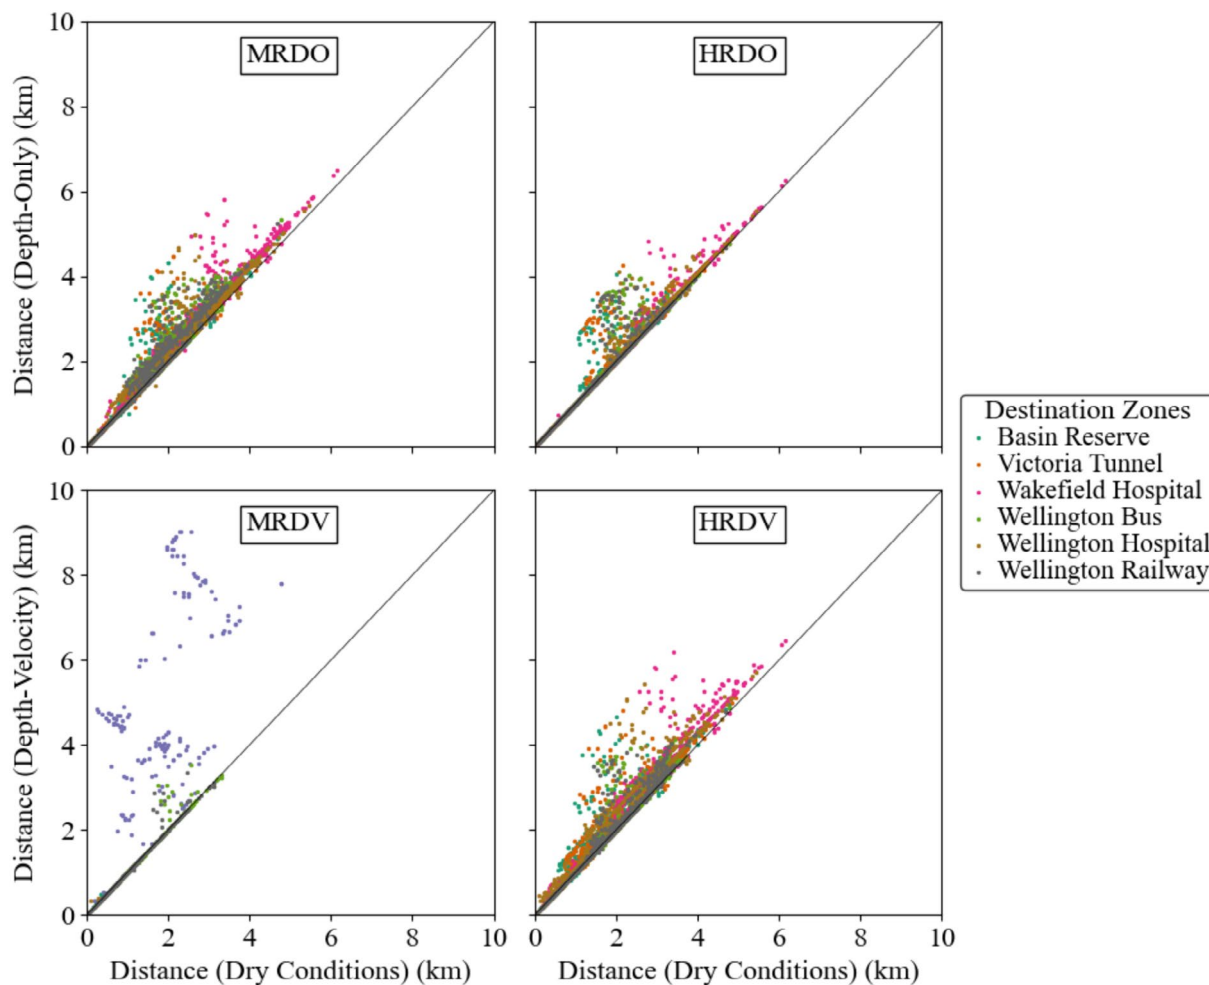 10
8
6
4
2
0
Distance (Depth-Only) (km)
MRDO
HRDO
10
8
6
4
2
0
Distance (Depth-Velocity) (km)
MRDV
HRDV
0 2 4 6 8 10
0 2 4 6 8 10
Distance (Dry Conditions) (km)
Distance (Dry Conditions) (km)
Destination Zones
Basin Reserve
Victoria Tunnel
Wakefield Hospital
Wellington Bus
Wellington Hospital
Wellington Railway